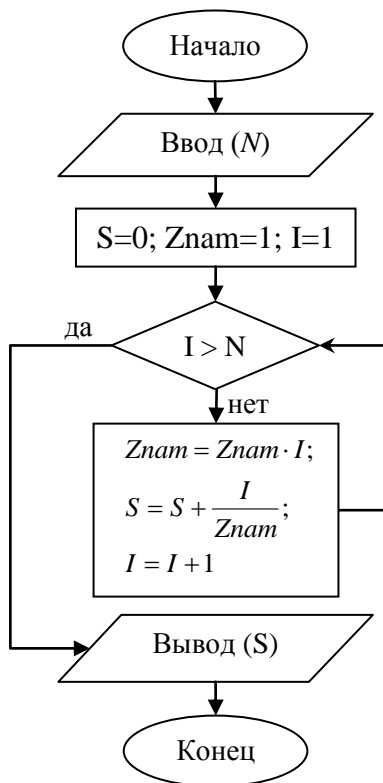 Начало
Ввод (N)
S=0; Znam=1; I=1
да
I > N
нет
Znam = Znam · I;
S = S + I/Znam;
I = I +1
Вывод (S)
Конец